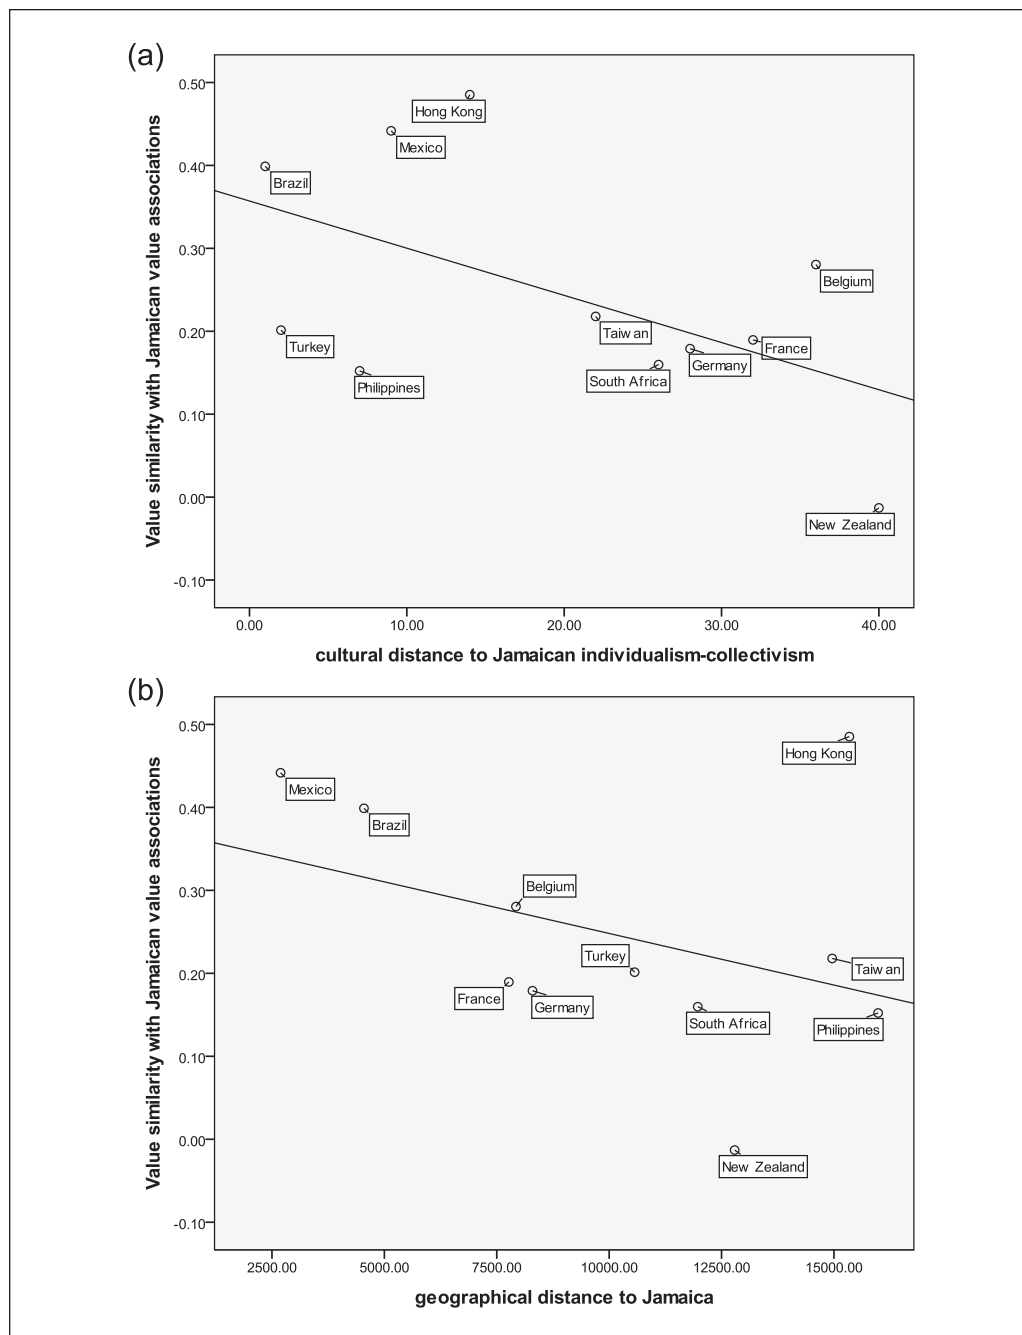 (a)
0.50
Hong Kong
Mexico
0.40
Brazil
0.30
Belgium
0.20
Turkey
Taiwan
France
Germany
South Africa
Philippines
0.10
0.00
New Zealand
-0.10
Value similarity with Jamaican value associations
0.00 10.00 20.00 30.00 40.00
cultural distance to Jamaican individualism-collectivism
(b)
0.50
Hong Kong
Mexico
0.40
Brazil
0.30
Belgium
Turkey
0.20
Taiwan
France
Germany
South Africa
Philippines
0.10
0.00
New Zealand
-0.10
Value similarity with Jamaican value associations
2500.00 5000.00 7500.00 10000.00 12500.00 15000.00
geographical distance to Jamaica